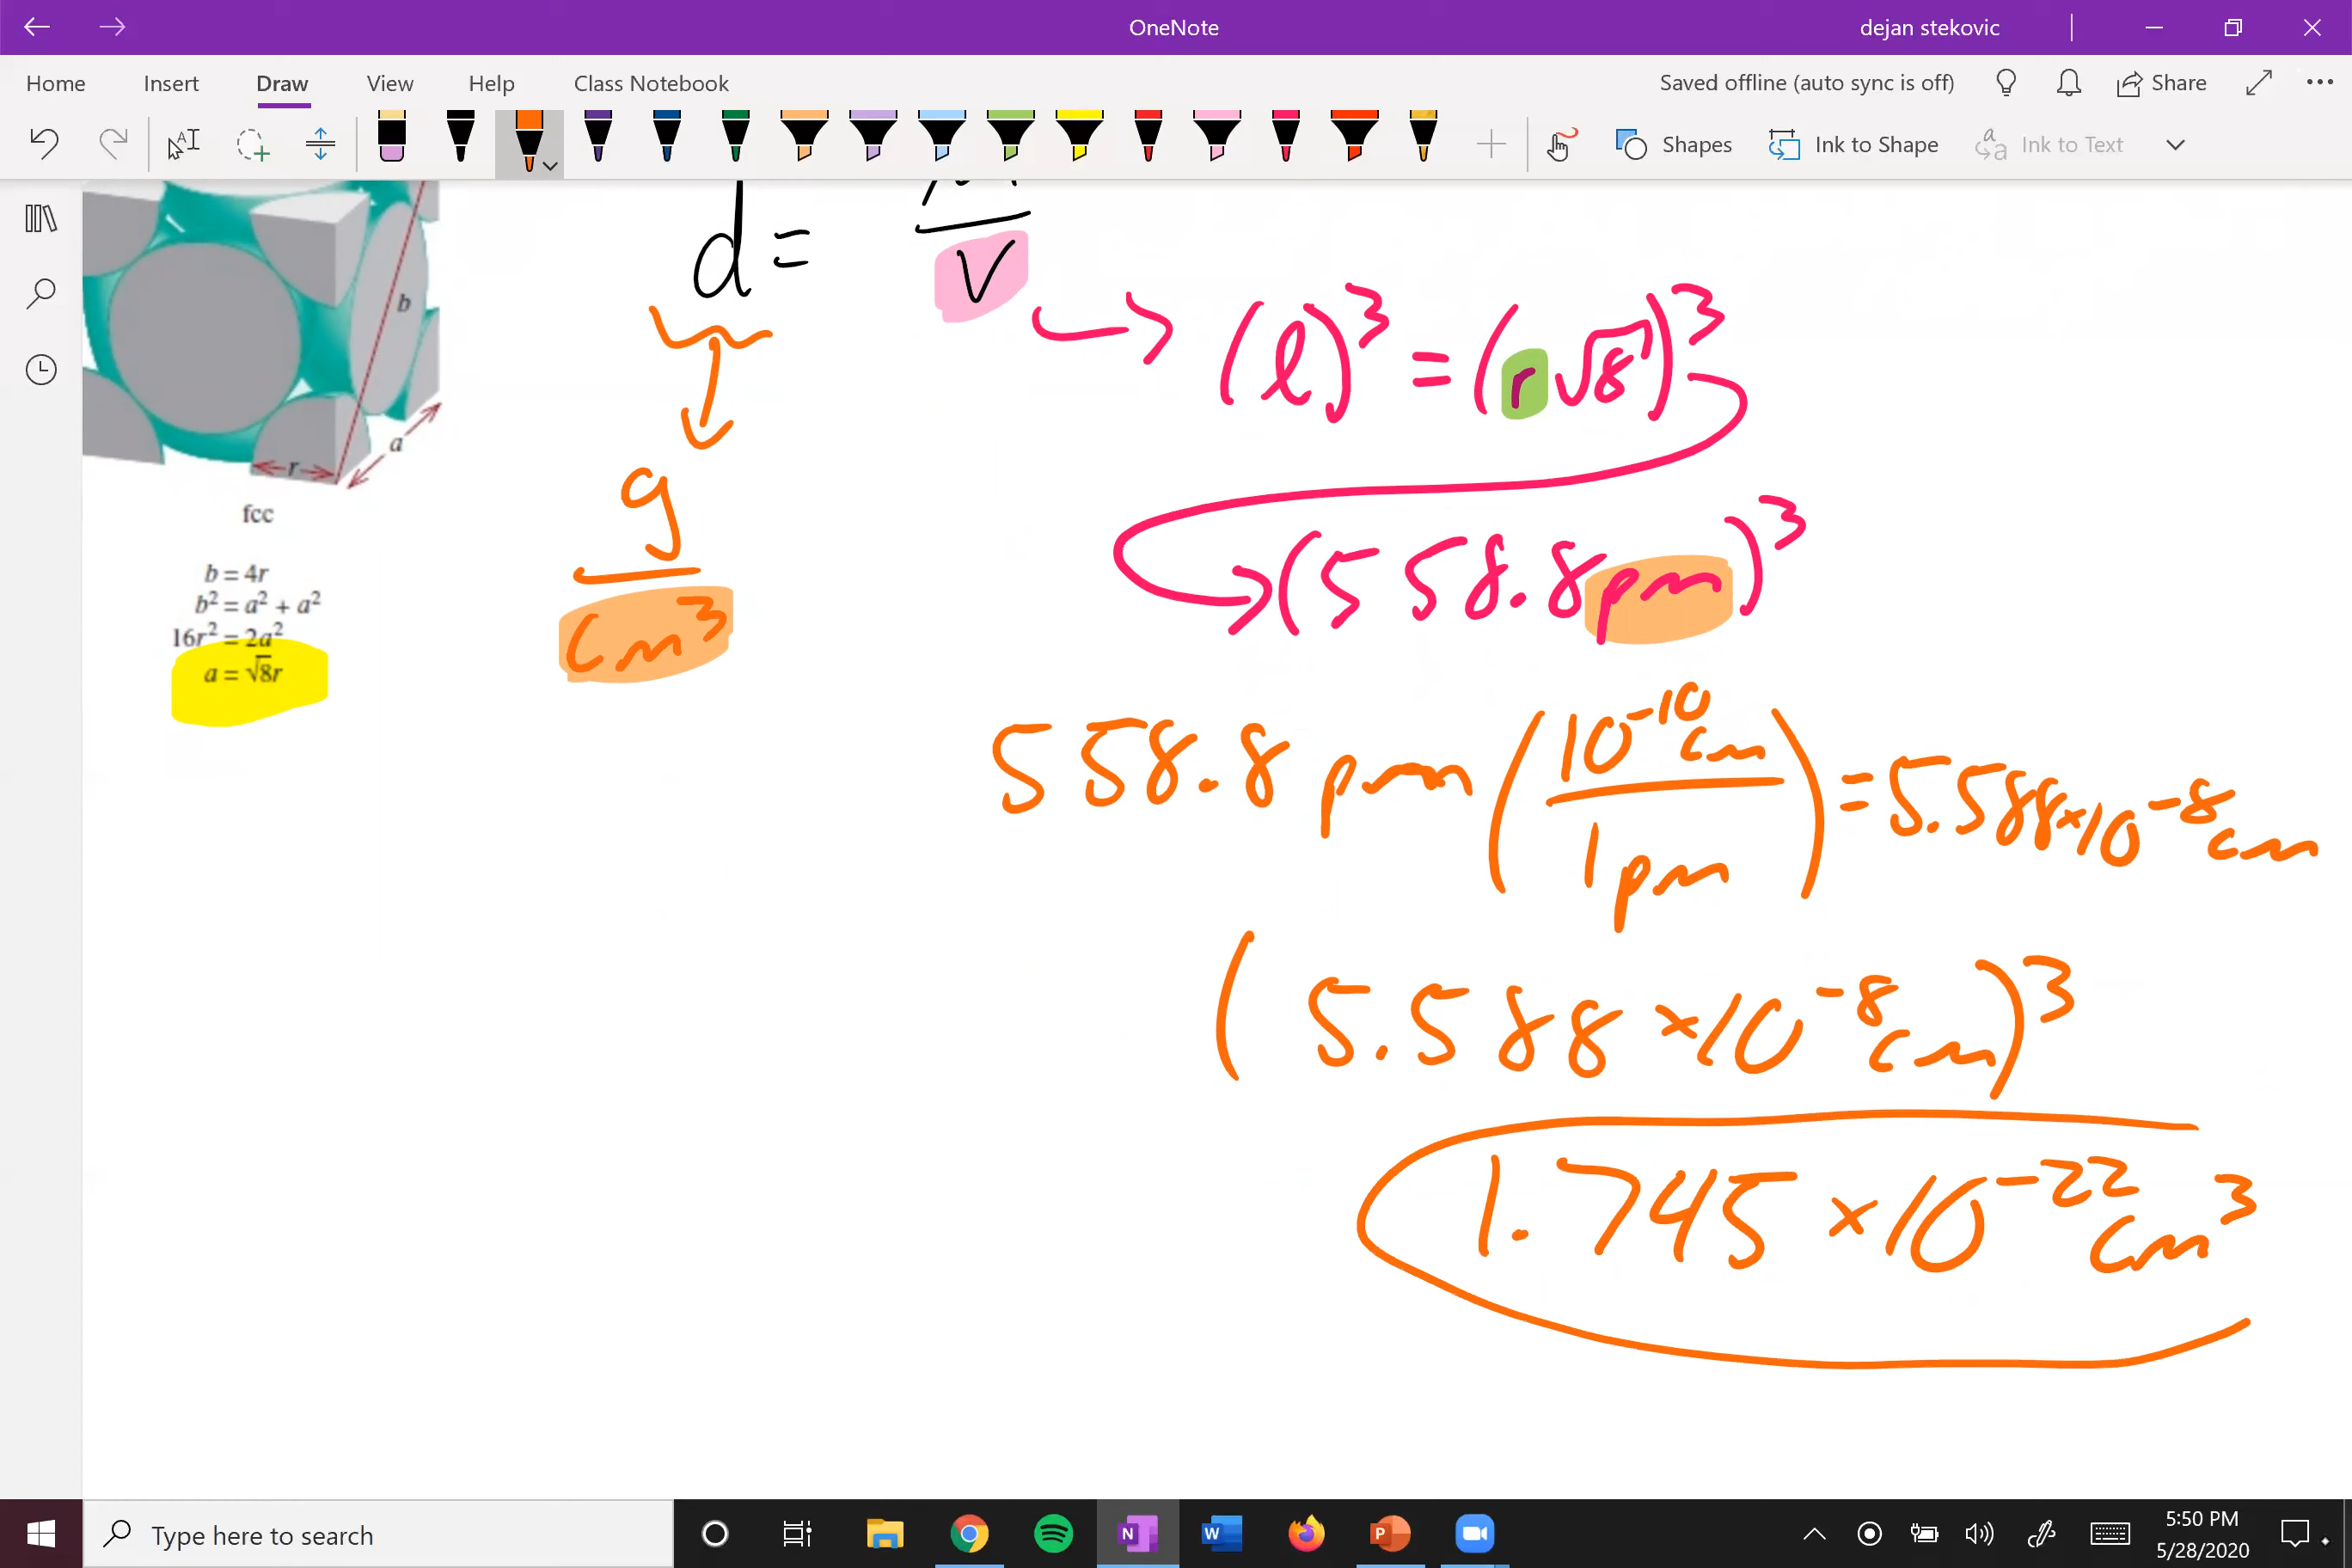 OneNote
dejan stekovic
Home Insert Draw View Help Class Notebook
Saved offline (auto sync is off) Share
Shapes Ink to Shape Ink to Text
d = V
b
a
r
fcc
b = 4r
b² = a² + a²
16r² = 2a²
a = √8r
g
cm³
(l)³ = (r√8)³
(558.8pm)³
558.8 pm (10⁻¹⁰ cm / 1 pm) = 5.588×10⁻⁸ cm
(5.588 ×10⁻⁸ cm)³
1.745 ×10⁻²² cm³
Type here to search
5:50 PM
5/28/2020